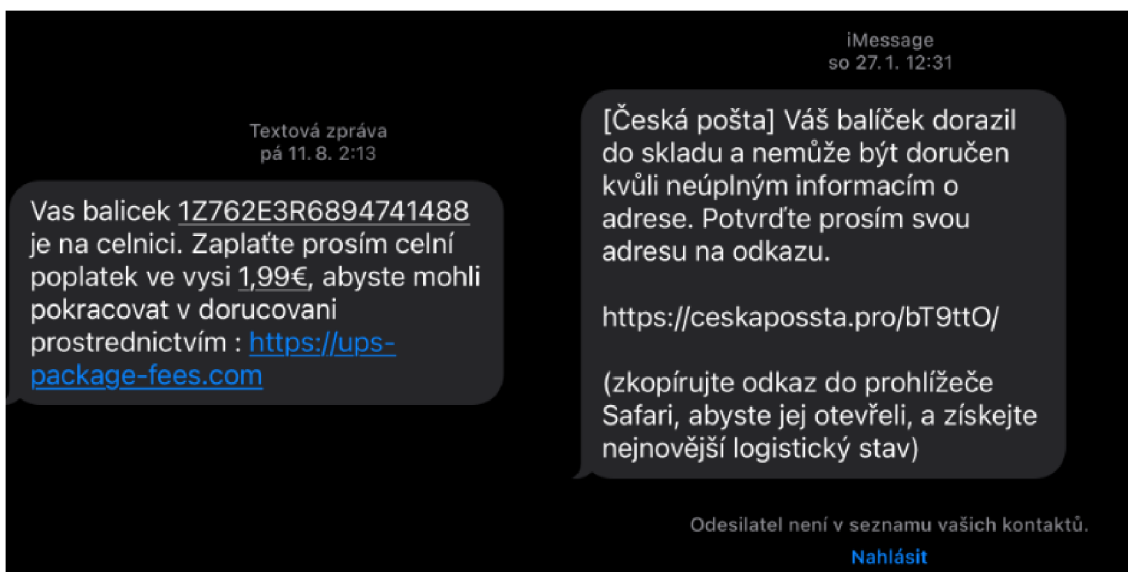 Textová zpráva
pá 11. 8. 2:13
Vas balicek 1Z762E3R6894741488
je na celnici. Zaplaťte prosím celní
poplatek ve vysi 1,99€, abyste mohli
pokracovat v dorucovani
prostrednictvím : https://ups-
package-fees.com
iMessage
so 27. 1. 12:31
[Česká pošta] Váš balíček dorazil
do skladu a nemůže být doručen
kvůli neúplným informacím o
adrese. Potvrďte prosím svou
adresu na odkazu.
https://ceskapossta.pro/bT9ttO/
(zkopírujte odkaz do prohlížeče
Safari, abyste jej otevřeli, a získejte
nejnovější logistický stav)
Odesilatel není v seznamu vašich kontaktů.
Nahlásit